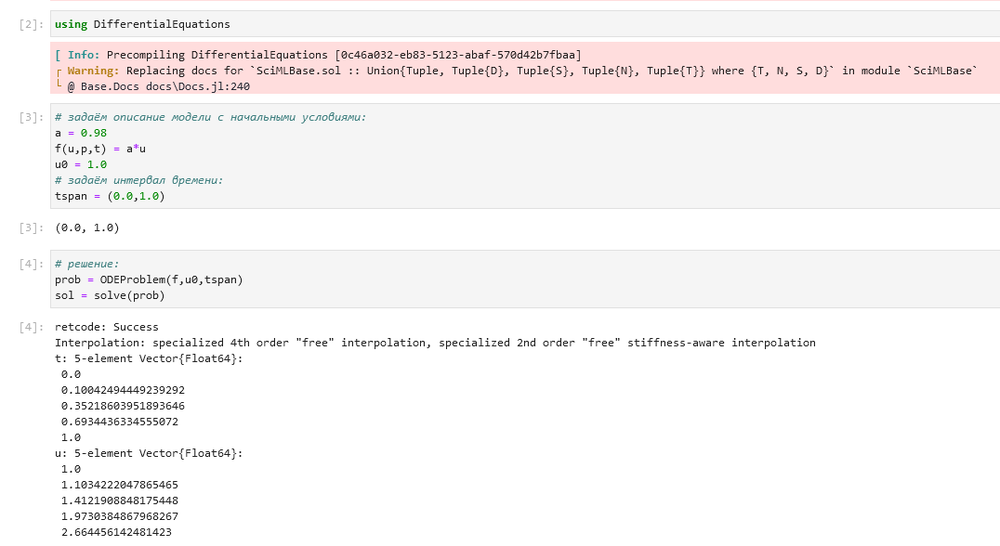 [2]: using DifferentialEquations
[ Info: Precompiling DifferentialEquations [0c46a032-eb83-5123-abaf-570d42b7fbaa]
┌ Warning: Replacing docs for `SciMLBase.sol :: Union{Tuple, Tuple{D}, Tuple{S}, Tuple{N}, Tuple{T}} where {T, N, S, D}` in module `SciMLBase`
└ @ Base.Docs docs\Docs.jl:240
[3]: # задаём описание модели с начальными условиями:
a = 0.98
f(u,p,t) = a*u
u0 = 1.0
# задаём интервал времени:
tspan = (0.0,1.0)
[3]: (0.0, 1.0)
[4]: # решение:
prob = ODEProblem(f,u0,tspan)
sol = solve(prob)
[4]: retcode: Success
Interpolation: specialized 4th order "free" interpolation, specialized 2nd order "free" stiffness-aware interpolation
t: 5-element Vector{Float64}:
0.0
0.10042494449239292
0.35218603951893646
0.6934436334555072
1.0
u: 5-element Vector{Float64}:
1.0
1.1034222047865465
1.4121908848175448
1.9730384867968267
2.664456142481423